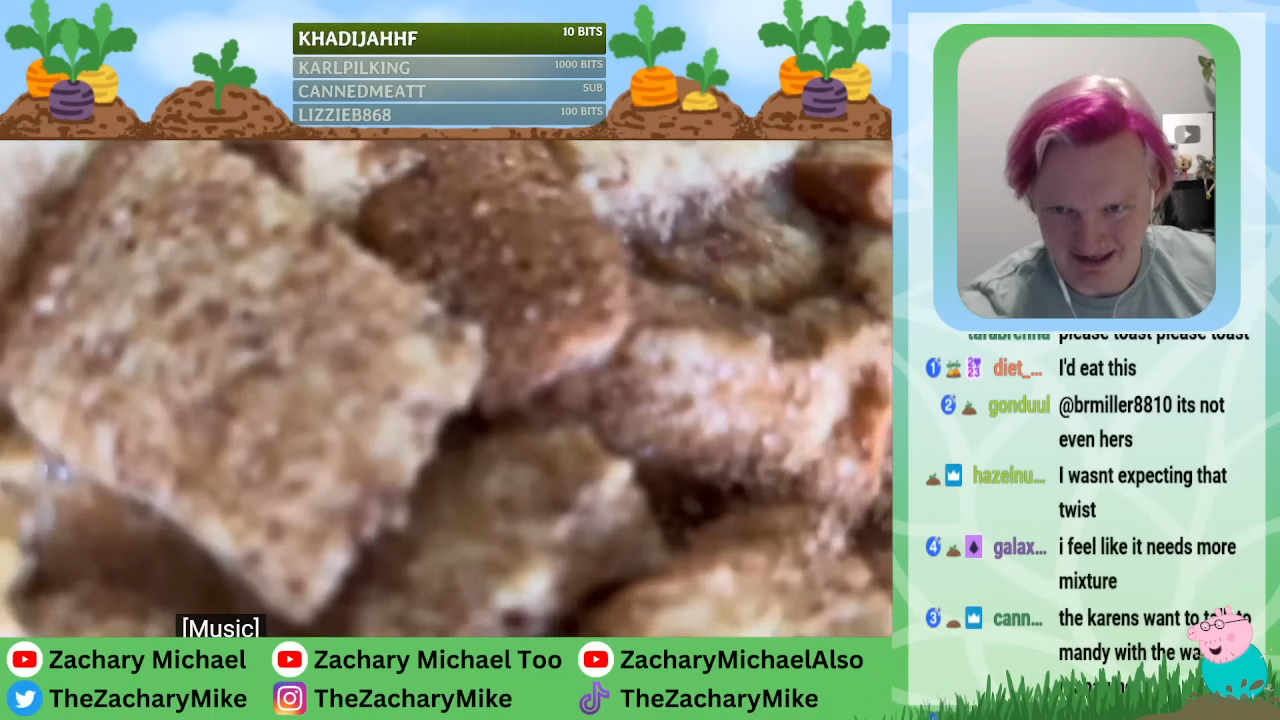 KHADIJAHHF 10 BITS
KARLPILKING 1000 BITS
CANNEDMEATT SUB
LIZZIEB868 100 BITS
please toast please toast
diet_... I'd eat this
gonduul @brmiller8810 its not
even hers
hazelnu... I wasnt expecting that
twist
galax... i feel like it needs more
mixture
cann... the karens want to talk to
mandy with the
[Music]
Zachary Michael Zachary Michael Too ZacharyMichaelAlso
TheZacharyMike TheZacharyMike TheZacharyMike